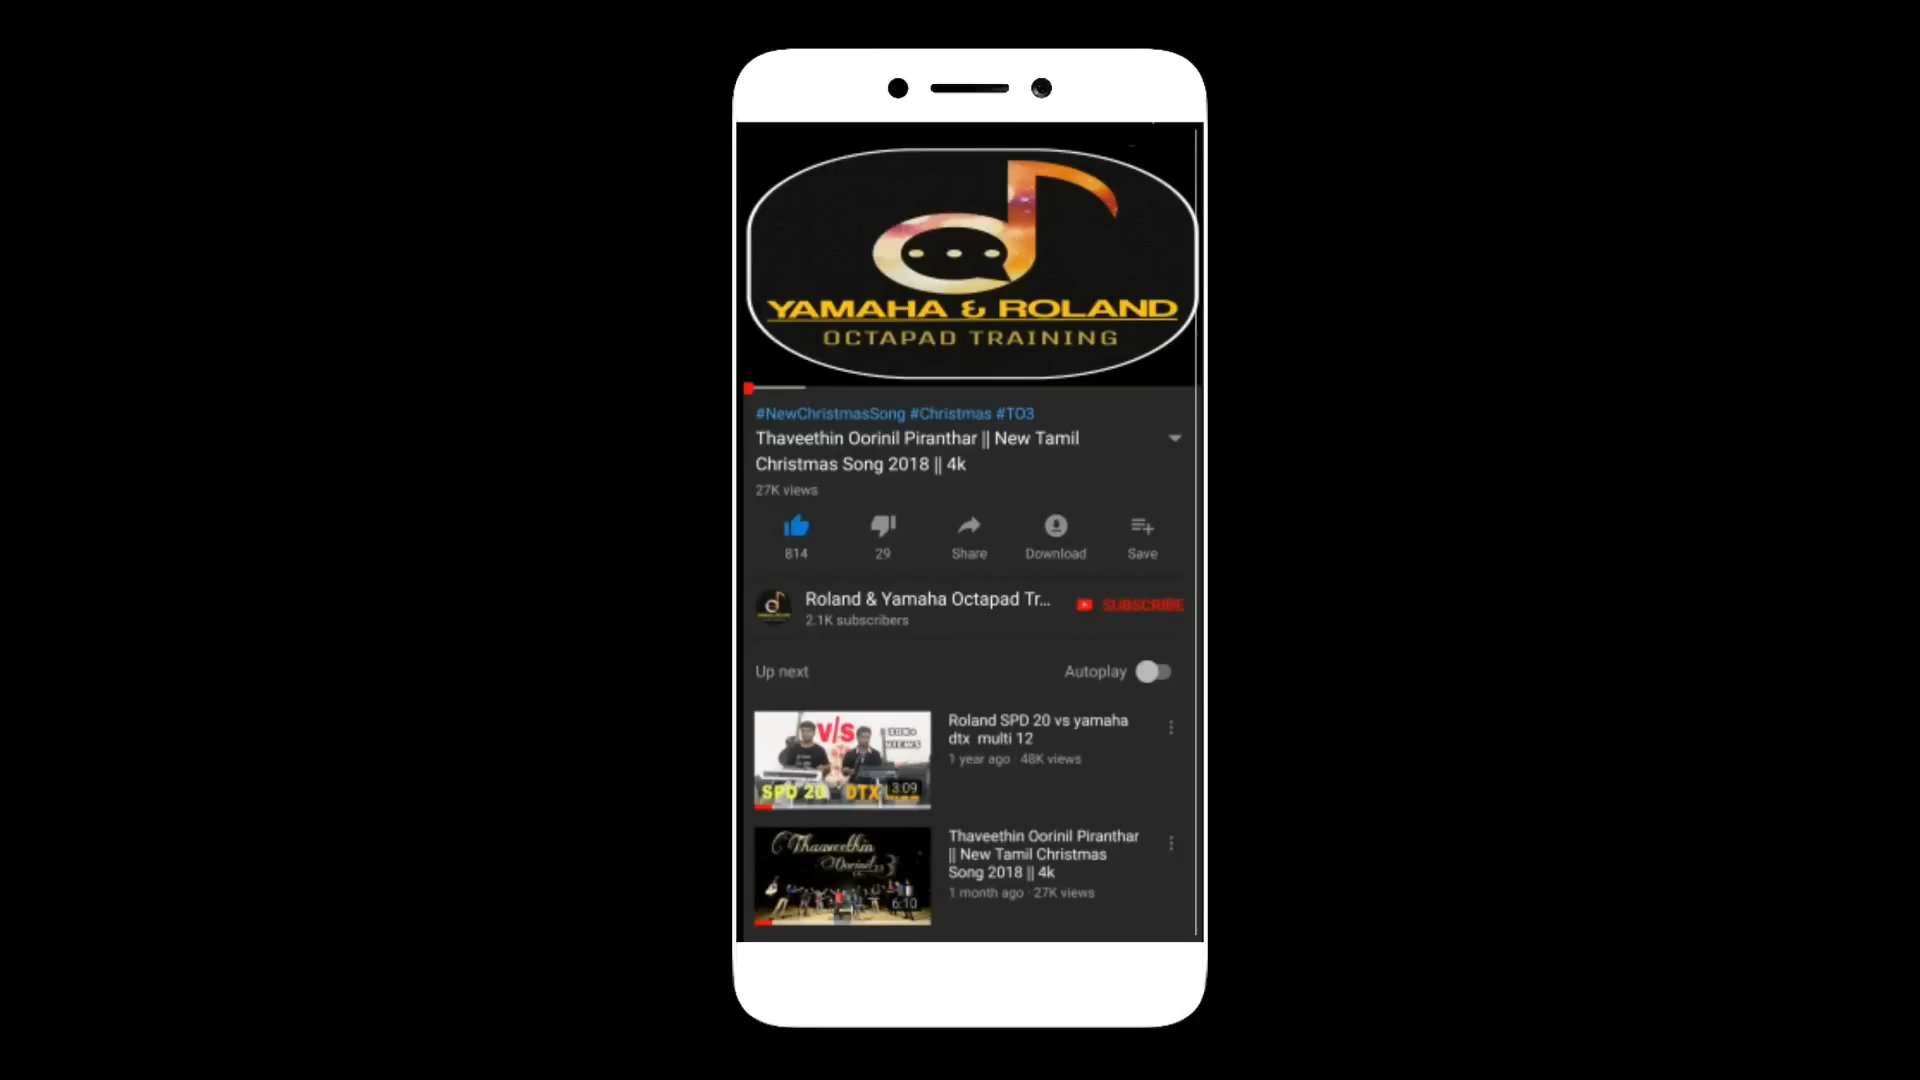 YAMAHA & ROLAND
OCTAPAD TRAINING
#NewChristmasSong #Christmas #TO3
Thaveethin Oorinil Piranthar || New Tamil
Christmas Song 2018 || 4k
27K views
814
29
Share
Download
Save
Roland & Yamaha Octapad Tr...
SUBSCRIBE
2.1K subscribers
Up next
Autoplay
V/S
VIEWS
SPD 20
DTX
3:09
Roland SPD 20 vs yamaha
dtx multi 12
1 year ago · 48K views
Thaveethin
Oorinil
6:10
Thaveethin Oorinil Piranthar
|| New Tamil Christmas
Song 2018 || 4k
1 month ago · 27K views